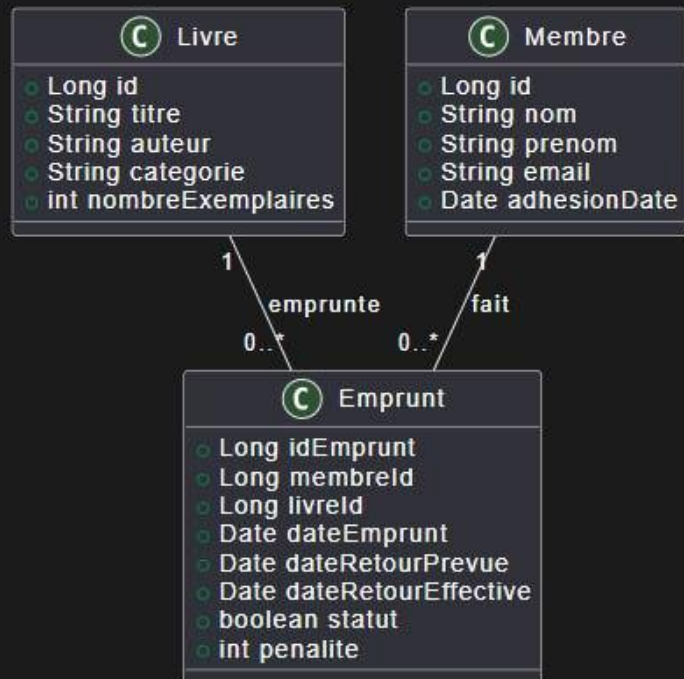 C Livre
Long id
String titre
String auteur
String categorie
int nombreExemplaires
C Membre
Long id
String nom
String prenom
String email
Date adhesionDate
1
emprunte
0..*
1
fait
0..*
C Emprunt
Long idEmprunt
Long membreId
Long livreId
Date dateEmprunt
Date dateRetourPrevue
Date dateRetourEffective
boolean statut
int penalite